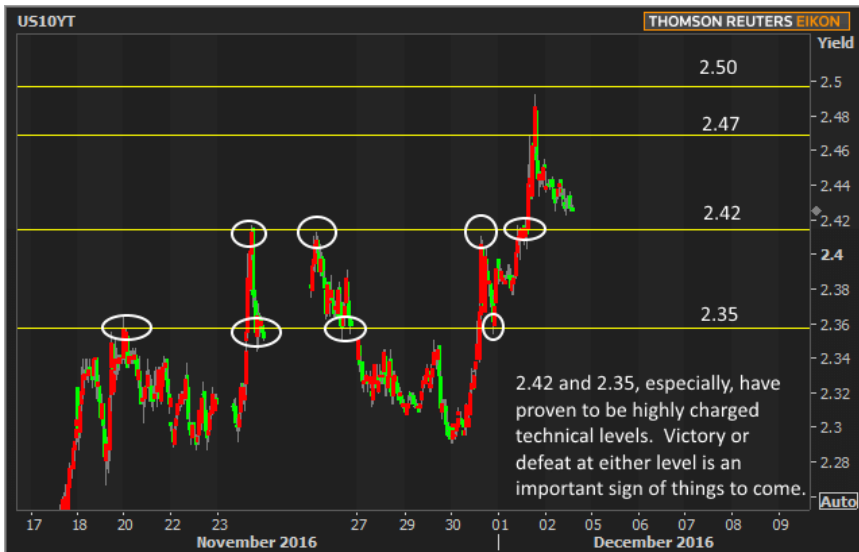 US10YT
THOMSON REUTERS EIKON
Yield
2.50
2.5
2.48
2.47
2.46
2.44
2.42
2.42
2.4
2.38
2.35
2.36
2.34
2.42 and 2.35, especially, have
2.32
proven to be highly charged
technical levels. Victory or
2.3
defeat at either level is an
2.28
important sign of things to come.
Auto
17 18 20 22 23 27 29 30 01 02 05 06 07 08 09
November 2016 December 2016